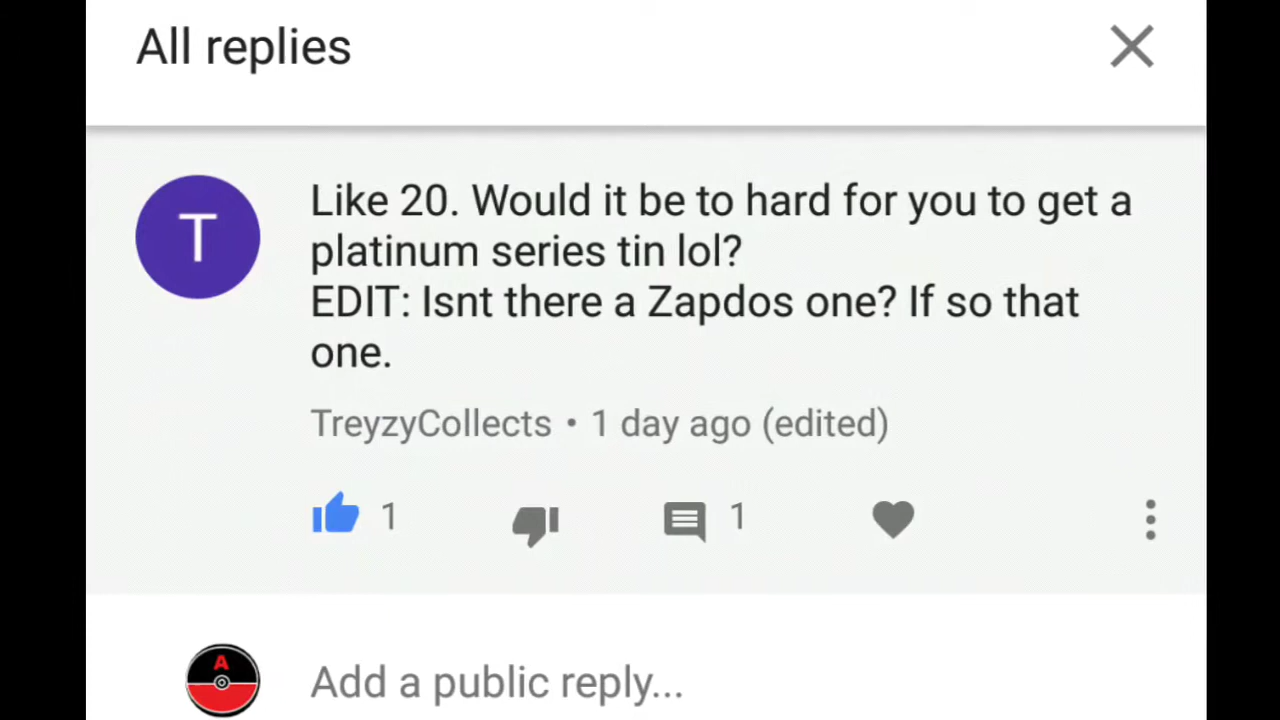 All replies
T
Like 20. Would it be to hard for you to get a
platinum series tin lol?
EDIT: Isnt there a Zapdos one? If so that
one.
TreyzyCollects • 1 day ago (edited)
1 1
A
Add a public reply...